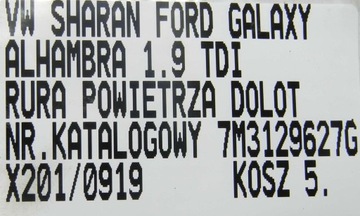 VW SHARAN FORD GALAXY
ALHAMBRA 1.9 TDI
RURA POWIETRZA DOLOT
NR.KATALOGOWY 7M3129627G
X201/0919 KOSZ 5.